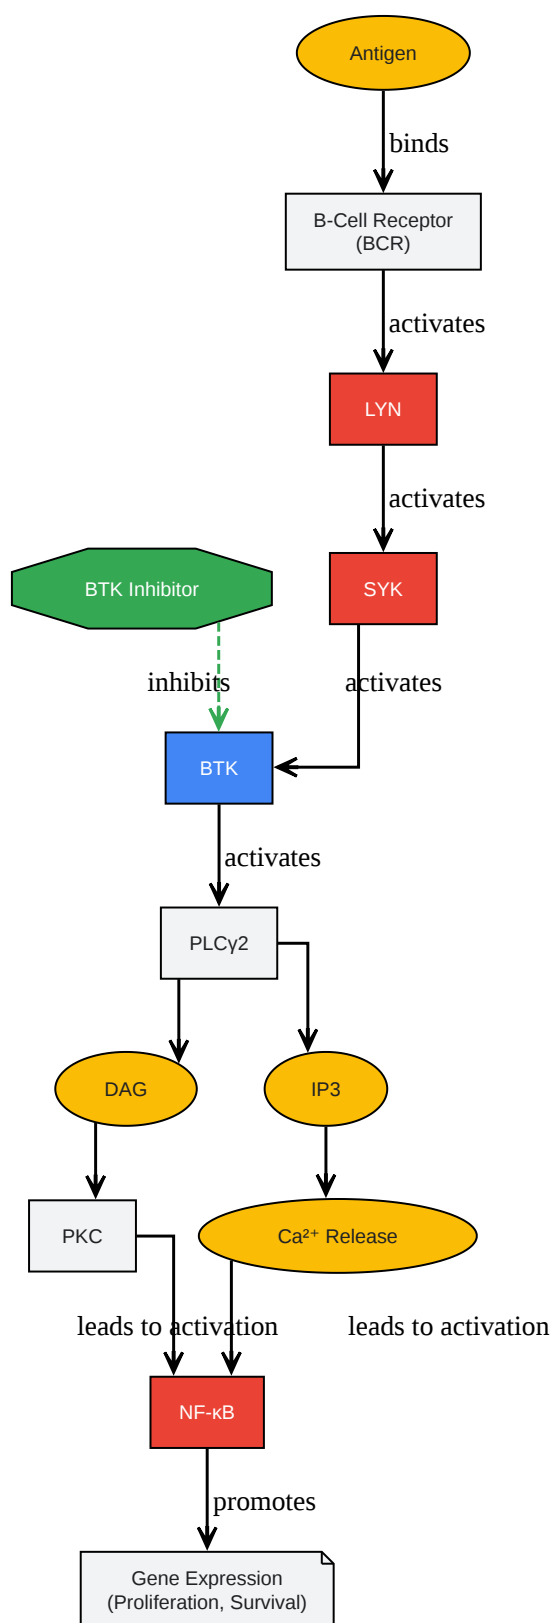 Antigen
binds
B-Cell Receptor
(BCR)
activates
LYN
activates
SYK
BTK Inhibitor
inhibits
activates
BTK
activates
PLCγ2
DAG
IP3
PKC
Ca²⁺ Release
leads to activation
leads to activation
NF-κB
promotes
Gene Expression
(Proliferation, Survival)